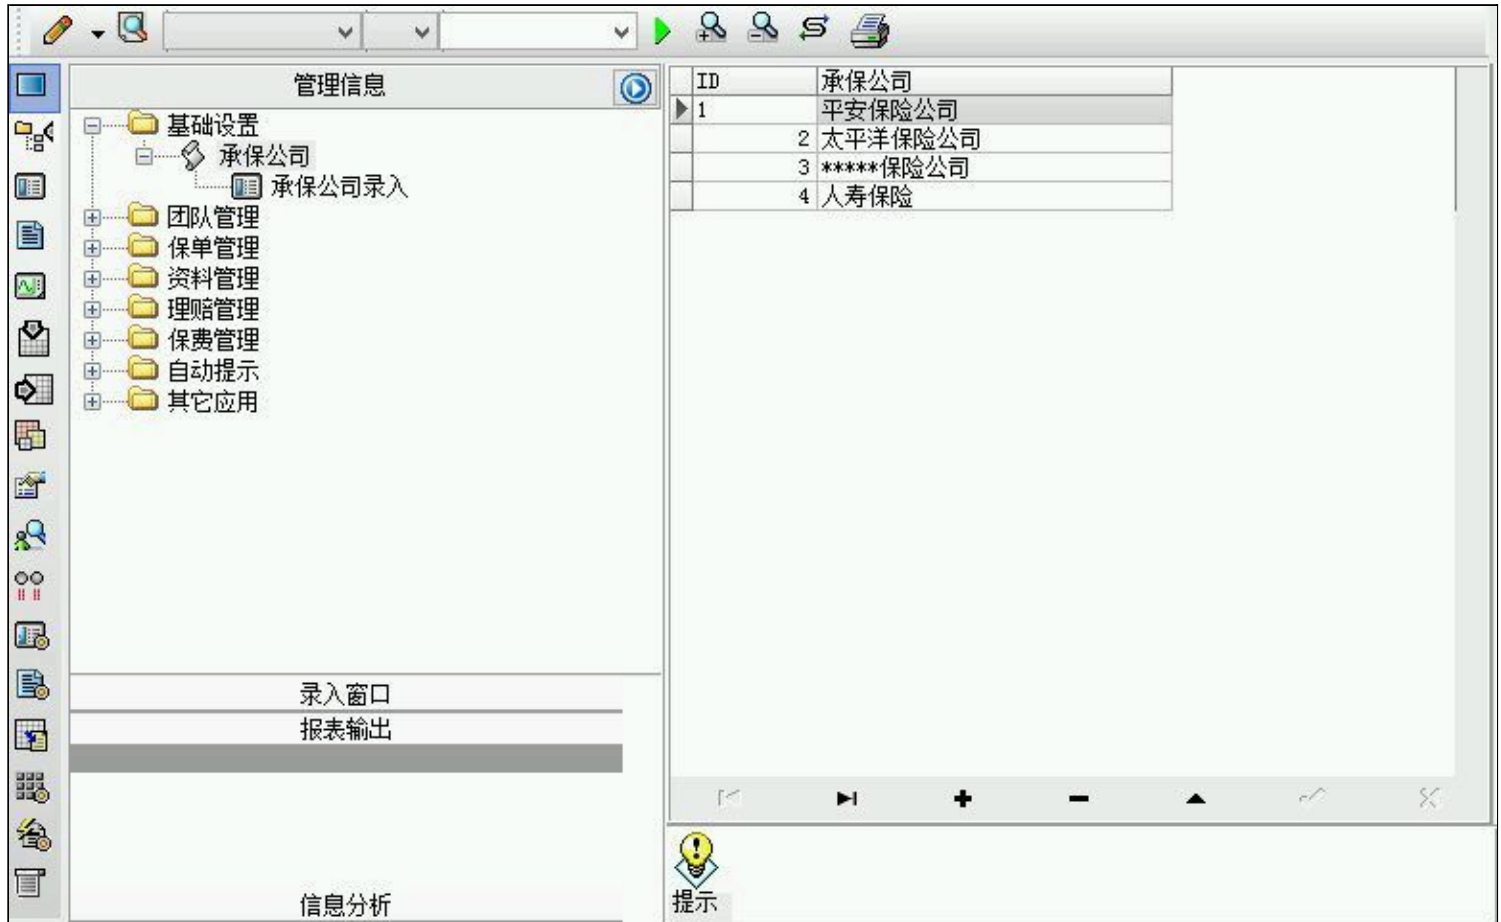 管理信息
基础设置
承保公司
承保公司录入
团队管理
保单管理
资料管理
理赔管理
保费管理
自动提示
其它应用
录入窗口
报表输出
信息分析
ID 承保公司
1 平安保险公司
2 太平洋保险公司
3 *****保险公司
4 人寿保险
提示